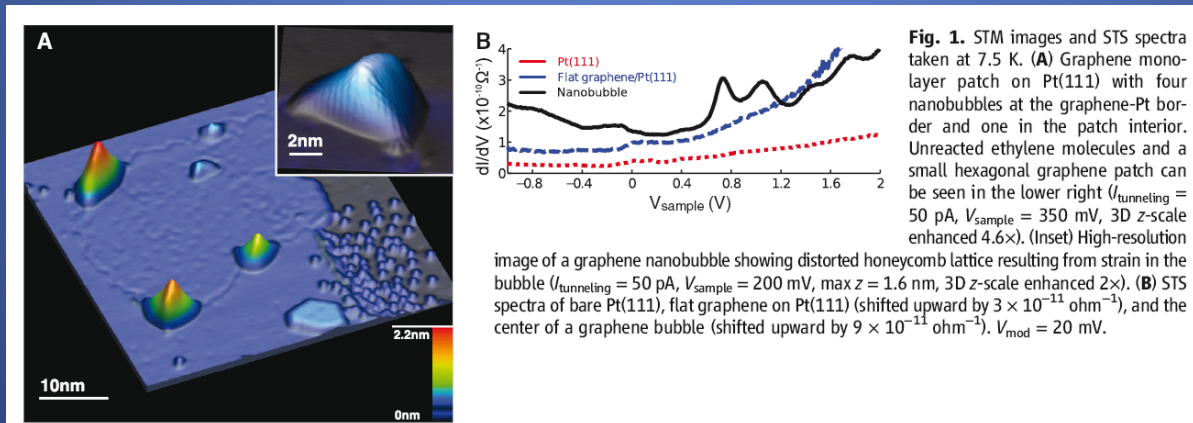 A
2nm
10nm
2.2nm
0nm
B
dI/dV (x10⁻¹⁰Ω⁻¹)
4
3
2
1
0
Pt(111)
Flat graphene/Pt(111)
Nanobubble
−0.8 −0.4 0 0.4 0.8 1.2 1.6 2
Vsample (V)
Fig. 1. STM images and STS spectra
taken at 7.5 K. (A) Graphene mono-
layer patch on Pt(111) with four
nanobubbles at the graphene-Pt bor-
der and one in the patch interior.
Unreacted ethylene molecules and a
small hexagonal graphene patch can
be seen in the lower right (Itunneling =
50 pA, Vsample = 350 mV, 3D z-scale
enhanced 4.6×). (Inset) High-resolution
image of a graphene nanobubble showing distorted honeycomb lattice resulting from strain in the
bubble (Itunneling = 50 pA, Vsample = 200 mV, max z = 1.6 nm, 3D z-scale enhanced 2×). (B) STS
spectra of bare Pt(111), flat graphene on Pt(111) (shifted upward by 3 × 10⁻¹¹ ohm⁻¹), and the
center of a graphene bubble (shifted upward by 9 × 10⁻¹¹ ohm⁻¹). Vmod = 20 mV.